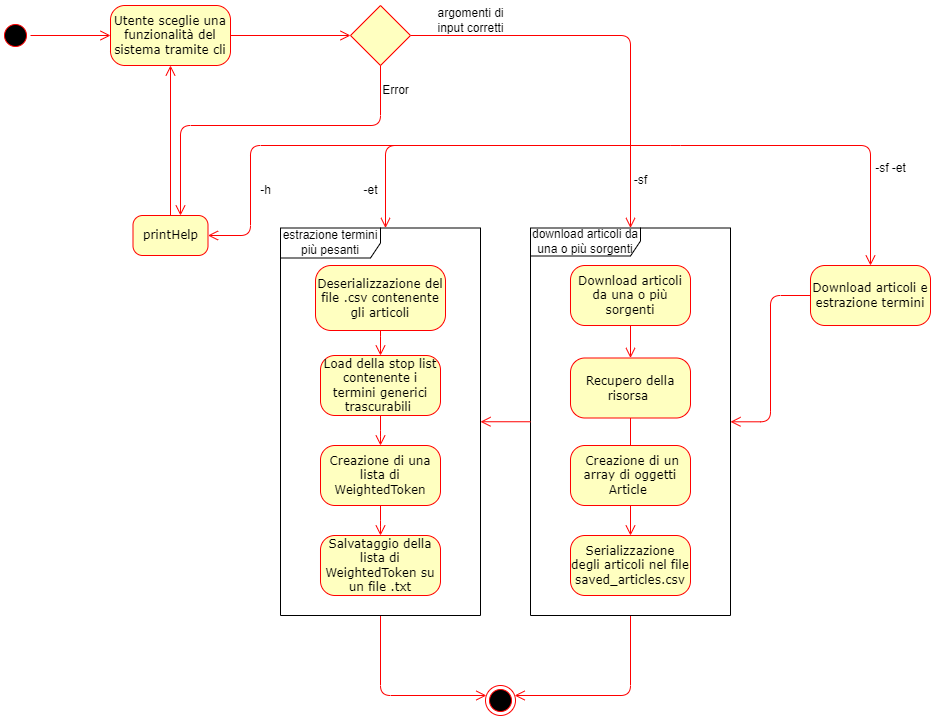 Utente sceglie una
funzionalità del
sistema tramite cli
argomenti di
input corretti
Error
-h
-et
-sf
-sf -et
printHelp
estrazione termini
più pesanti
Deserializzazione del
file .csv contenente
gli articoli
Load della stop list
contenente i
termini generici
trascurabili
Creazione di una
lista di
WeightedToken
Salvataggio della
lista di
WeightedToken su
un file .txt
download articoli da
una o più sorgenti
Download articoli
da una o più
sorgenti
Recupero della
risorsa
Creazione di un
array di oggetti
Article
Serializzazione
degli articoli nel file
saved_articles.csv
Download articoli e
estrazione termini